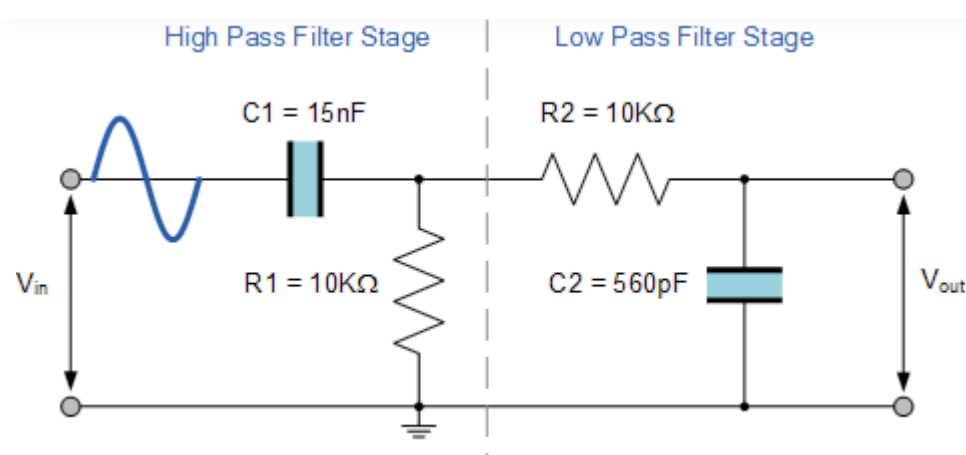 High Pass Filter Stage
Low Pass Filter Stage
C1 = 15nF
R2 = 10KΩ
Vin
R1 = 10KΩ
C2 = 560pF
Vout